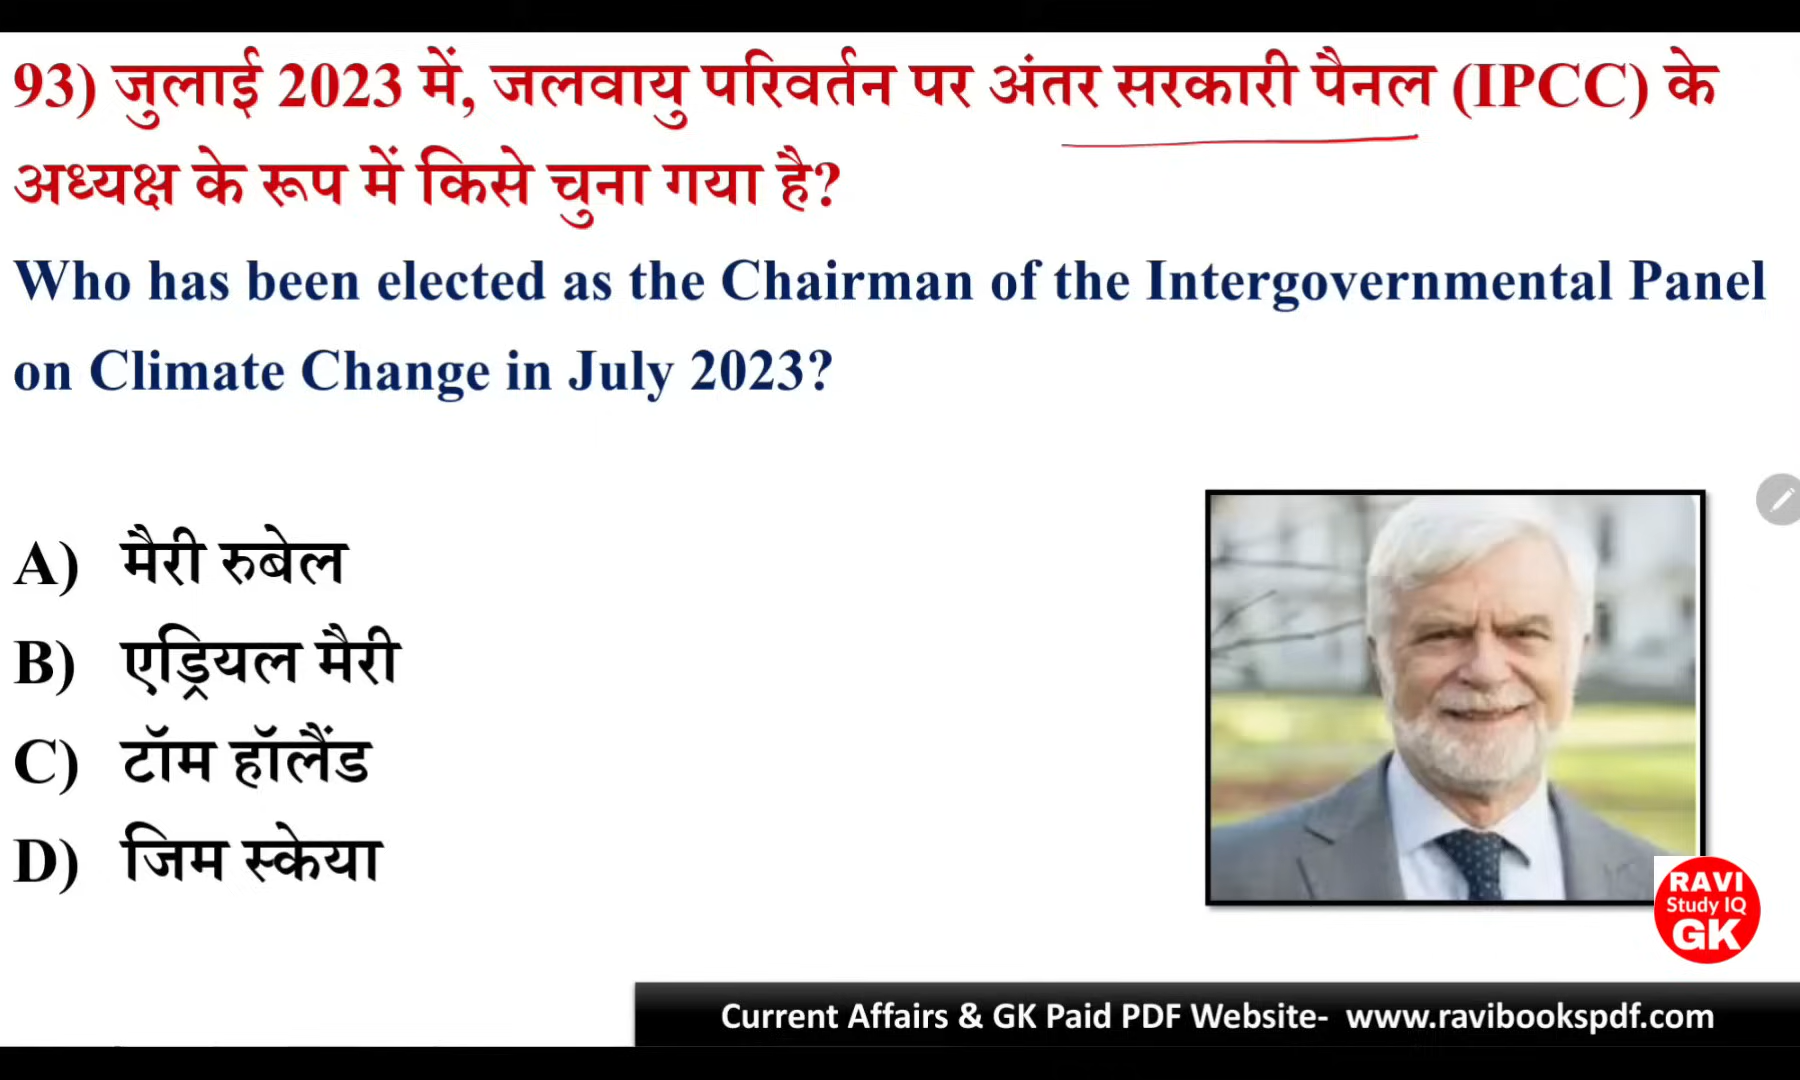 93) जुलाई 2023 में, जलवायु परिवर्तन पर अंतर सरकारी पैनल (IPCC) के
अध्यक्ष के रूप में किसे चुना गया है?
Who has been elected as the Chairman of the Intergovernmental Panel
on Climate Change in July 2023?
A) मैरी रुबेल
B) एड्रियल मैरी
C) टॉम हॉलैंड
D) जिम स्केया
RAVI
Study IQ
GK
Current Affairs & GK Paid PDF Website- www.ravibookspdf.com